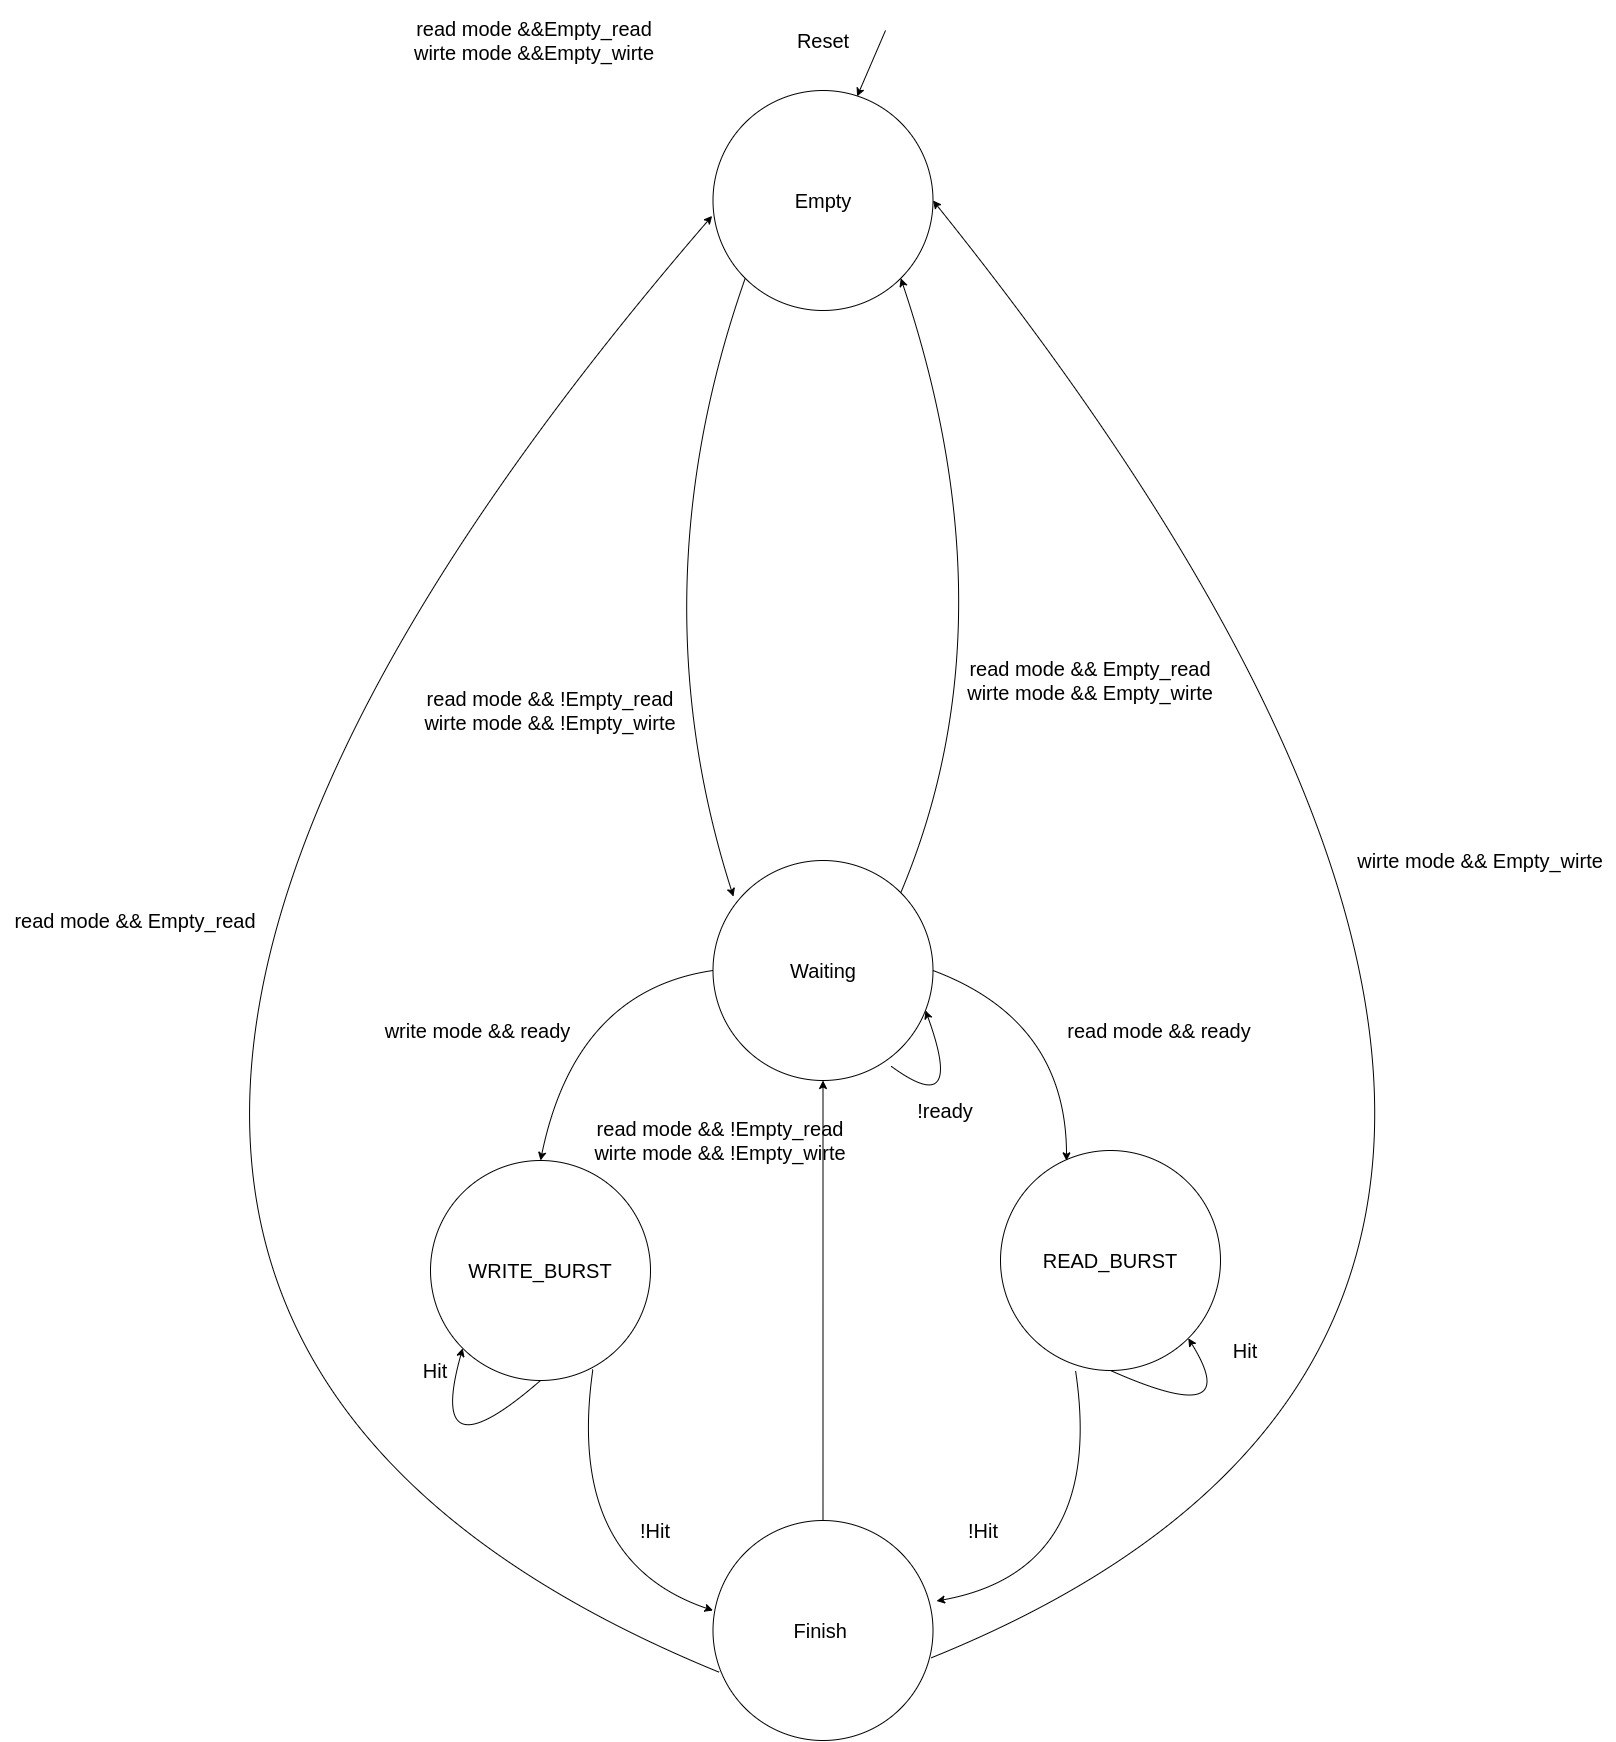 read mode &&Empty_read
wirte mode &&Empty_wirte
Reset
Empty
read mode && !Empty_read
wirte mode && !Empty_wirte
read mode && Empty_read
wirte mode && Empty_wirte
wirte mode && Empty_wirte
read mode && Empty_read
Waiting
write mode && ready
read mode && ready
!ready
read mode && !Empty_read
wirte mode && !Empty_wirte
WRITE_BURST
READ_BURST
Hit
Hit
!Hit
!Hit
Finish